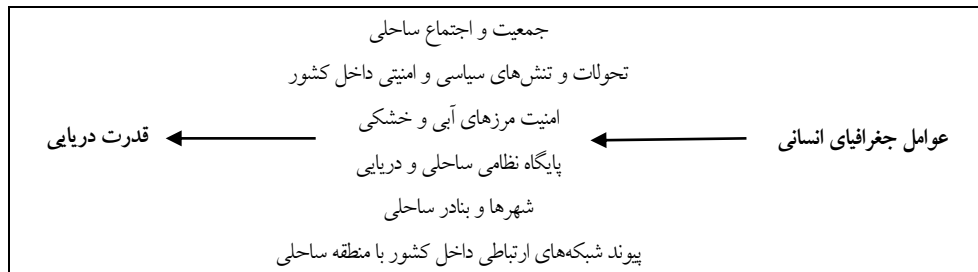 جمعیت و اجتماع ساحلی
تحولات و تنش‌های سیاسی و امنیتی داخل کشور
عوامل جغرافیای انسانی
امنیت مرزهای آبی و خشکی
قدرت دریایی
پایگاه نظامی ساحلی و دریایی
شهرها و بنادر ساحلی
پیوند شبکه‌های ارتباطی داخل کشور با منطقه ساحلی